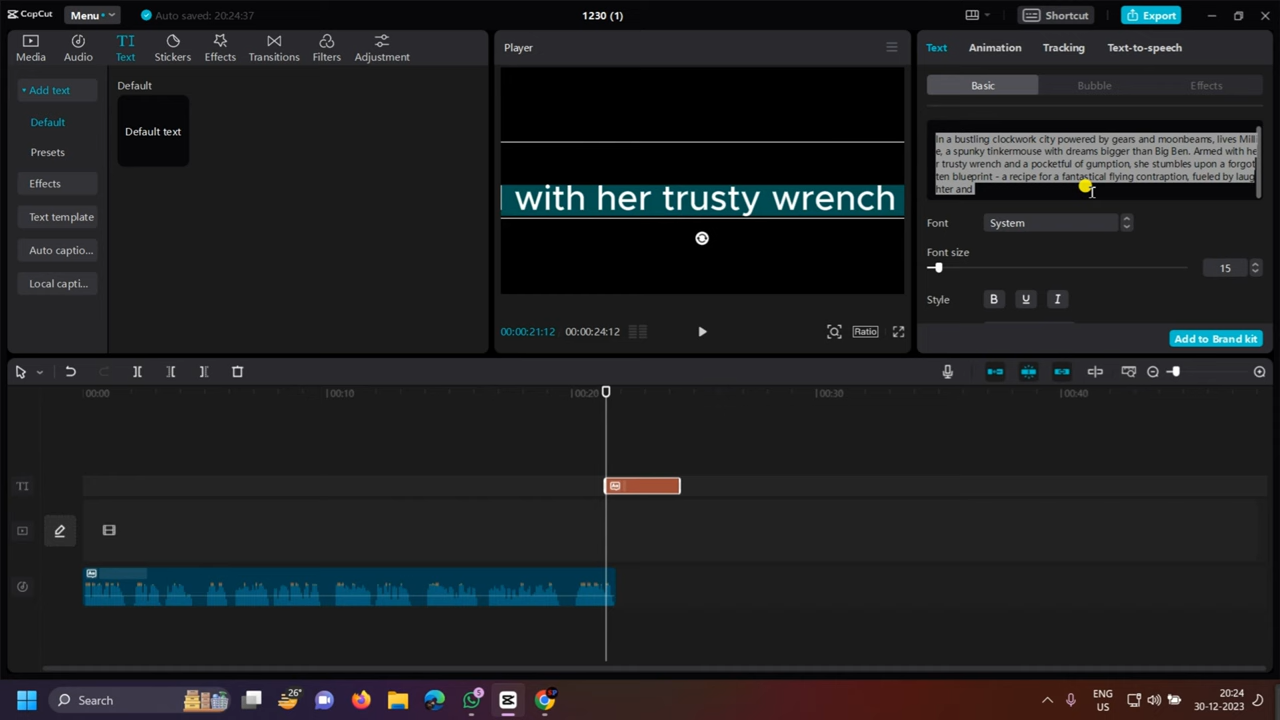 CapCut
Menu
Auto saved: 20:24:37
1230 (1)
Shortcut
Export
Media
Audio
Text
Stickers
Effects
Transitions
Filters
Adjustment
Player
Text
Animation
Tracking
Text-to-speech
Add text
Default
Presets
Effects
Text template
Auto captio...
Local capti...
Default
Default text
with her trusty wrench
Basic
Bubble
Effects
In a bustling clockwork city powered by gears and moonbeams, lives Mill
e, a spunky tinkermouse with dreams bigger than Big Ben. Armed with he
r trusty wrench and a pocketful of gumption, she stumbles upon a forgot
ten blueprint - a recipe for a fantastical flying contraption, fueled by laug
hter and
Font
System
Font size
15
Style
B U I
Add to Brand kit
00:00:21:12
00:00:24:12
Ratio
00:00
00:10
00:20
00:30
00:40
TI
Search
26°
5
ENG
US
20:24
30-12-2023